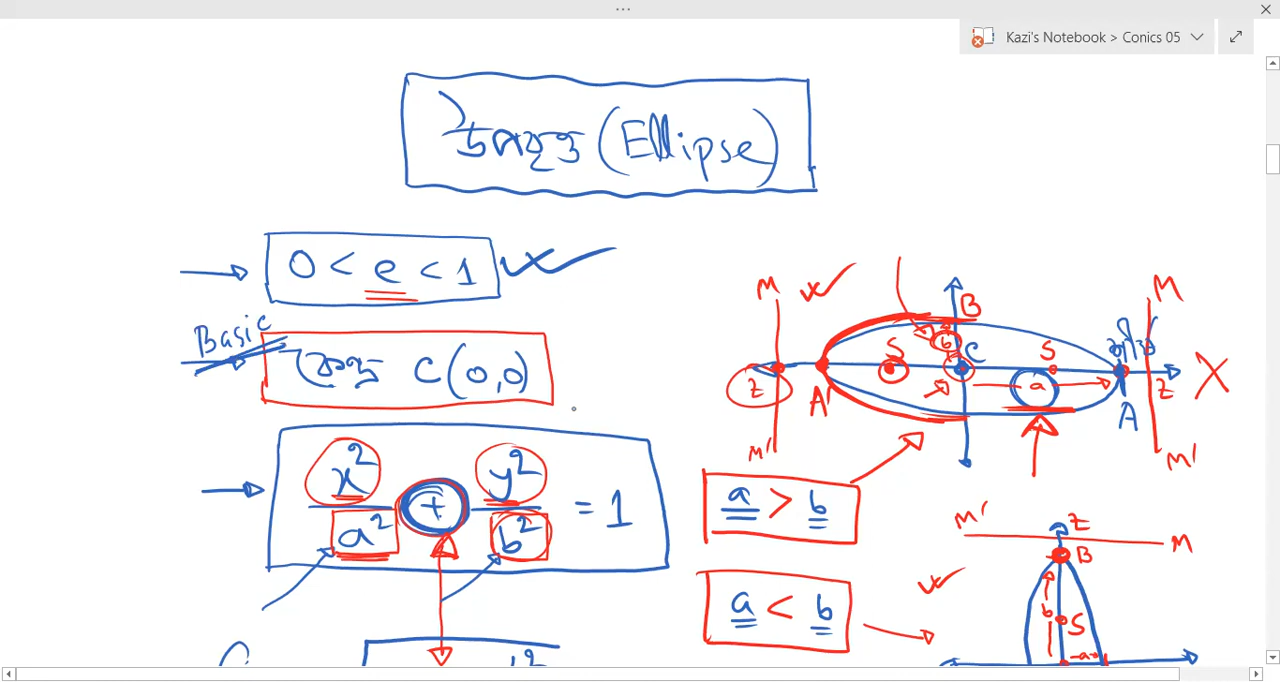 Kazi's Notebook > Conics 05
উপবৃত্ত (Ellipse)
0 < e < 1
Basic
কেন্দ্র C(0,0)
x²/a² + y²/b² = 1
M
M
B
b
C
S
S
a
Z
Z
A'
A
X
M'
M'
a > b
M'
Z
M
B
a < b
b
S
a